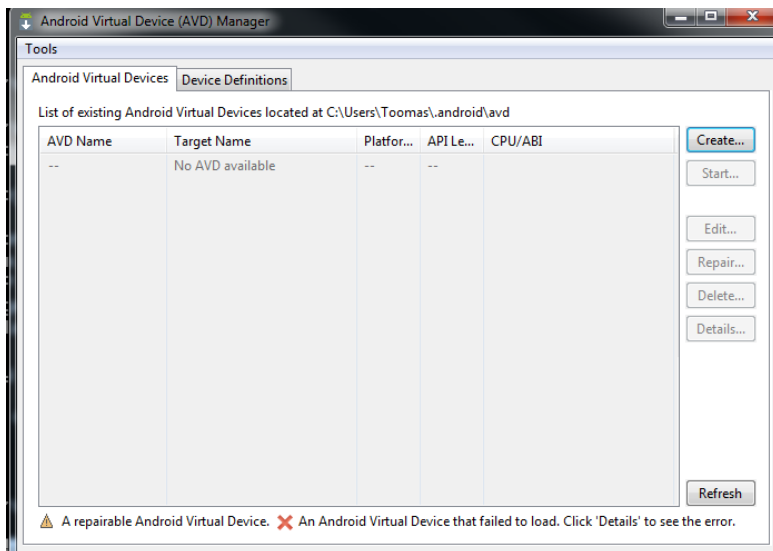 Android Virtual Device (AVD) Manager
Tools
Android Virtual Devices
Device Definitions
List of existing Android Virtual Devices located at C:\Users\Toomas\.android\avd
AVD Name Target Name Platfor... API Le... CPU/ABI
-- No AVD available -- --
Create...
Start...
Edit...
Repair...
Delete...
Details...
Refresh
A repairable Android Virtual Device. An Android Virtual Device that failed to load. Click 'Details' to see the error.